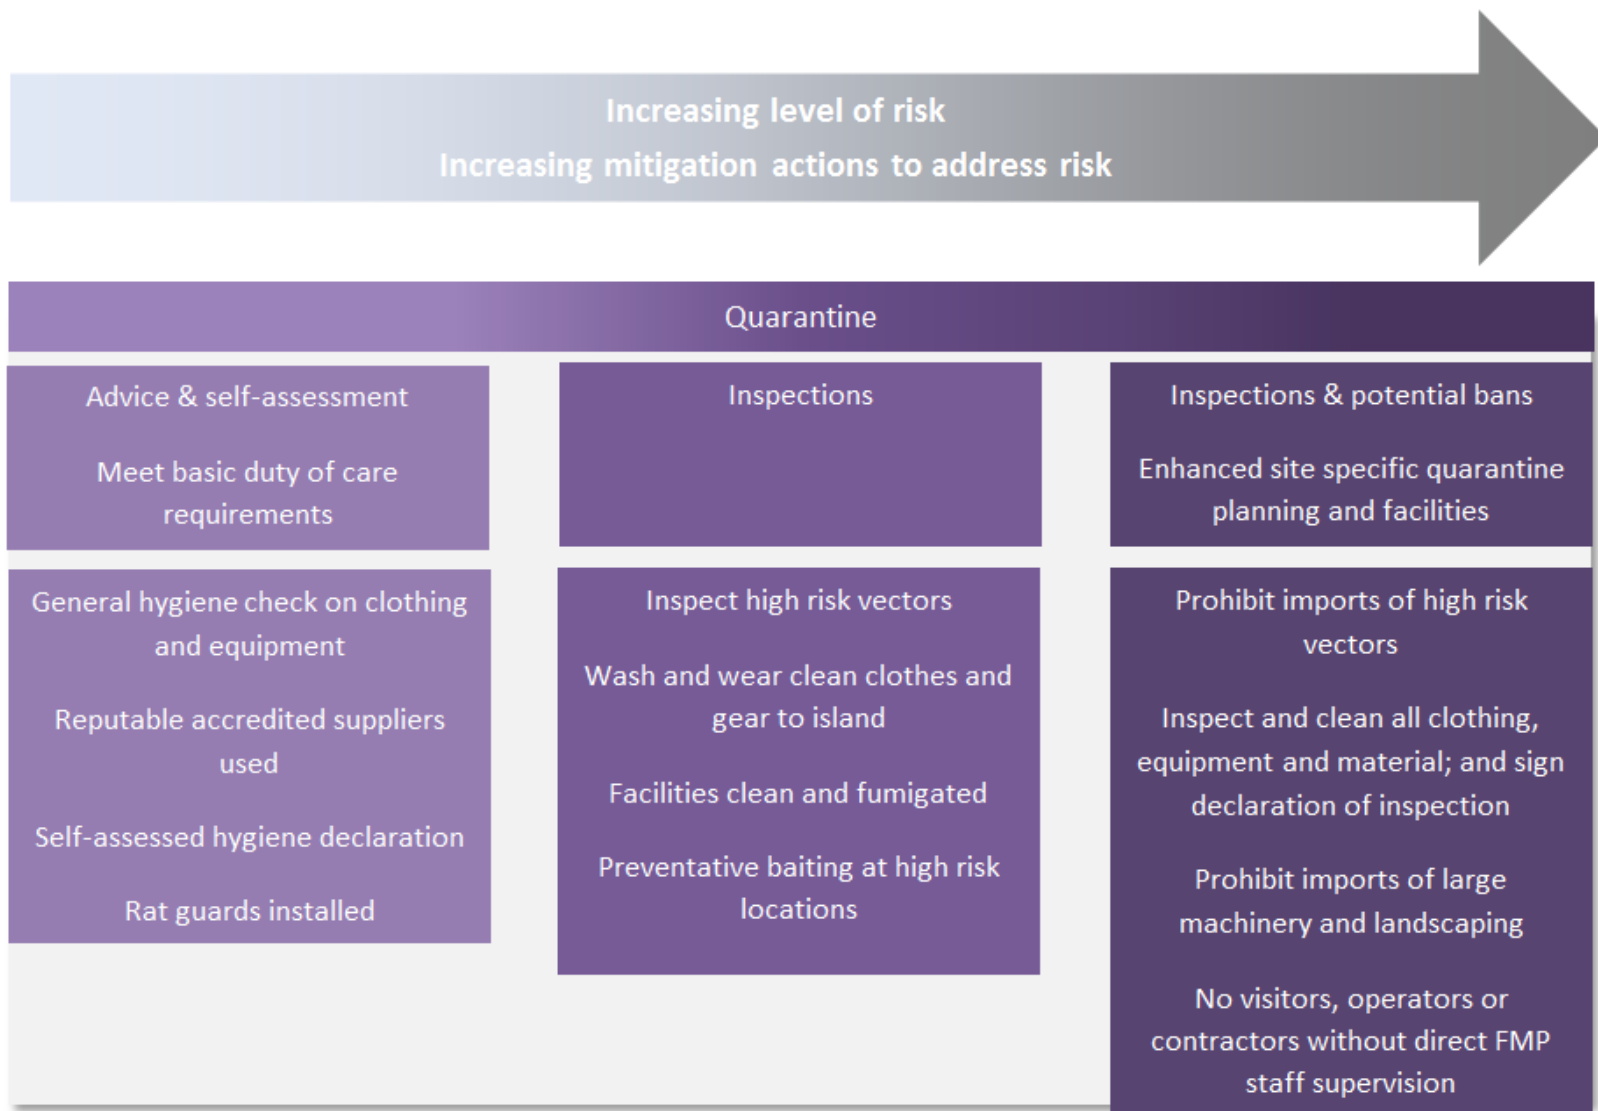 Increasing level of risk
Increasing mitigation actions to address risk
Quarantine
Advice & self-assessment
Meet basic duty of care
requirements
Inspections
Inspections & potential bans
Enhanced site specific quarantine
planning and facilities
General hygiene check on clothing
and equipment
Reputable accredited suppliers
used
Self-assessed hygiene declaration
Rat guards installed
Inspect high risk vectors
Wash and wear clean clothes and
gear to island
Facilities clean and fumigated
Preventative baiting at high risk
locations
Prohibit imports of high risk
vectors
Inspect and clean all clothing,
equipment and material; and sign
declaration of inspection
Prohibit imports of large
machinery and landscaping
No visitors, operators or
contractors without direct FMP
staff supervision